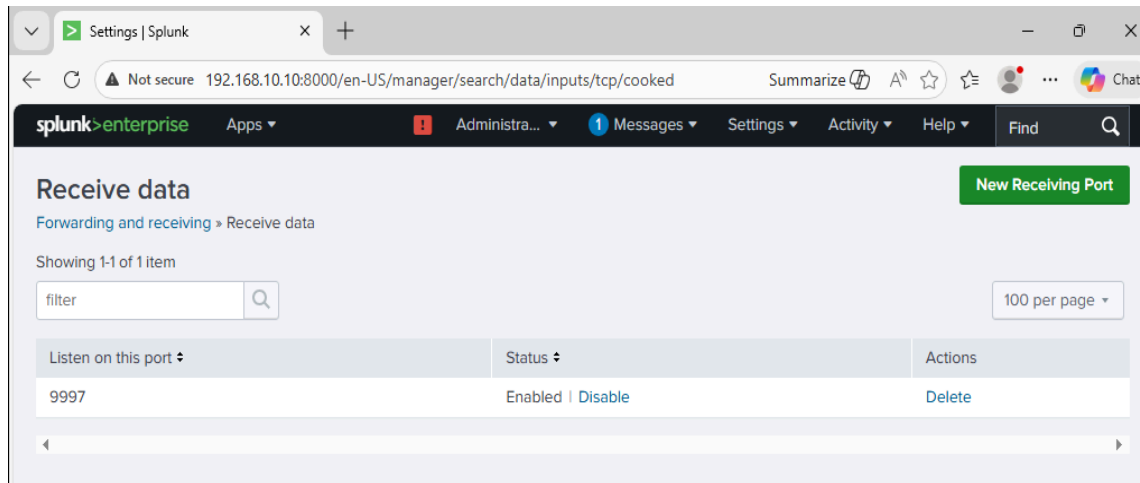 Settings | Splunk
Not secure 192.168.10.10:8000/en-US/manager/search/data/inputs/tcp/cooked Summarize Chat
splunk>enterprise Apps ! Administra... 1 Messages Settings Activity Help Find
Receive data New Receiving Port
Forwarding and receiving » Receive data
Showing 1-1 of 1 item
filter 100 per page
Listen on this port Status Actions
9997 Enabled | Disable Delete